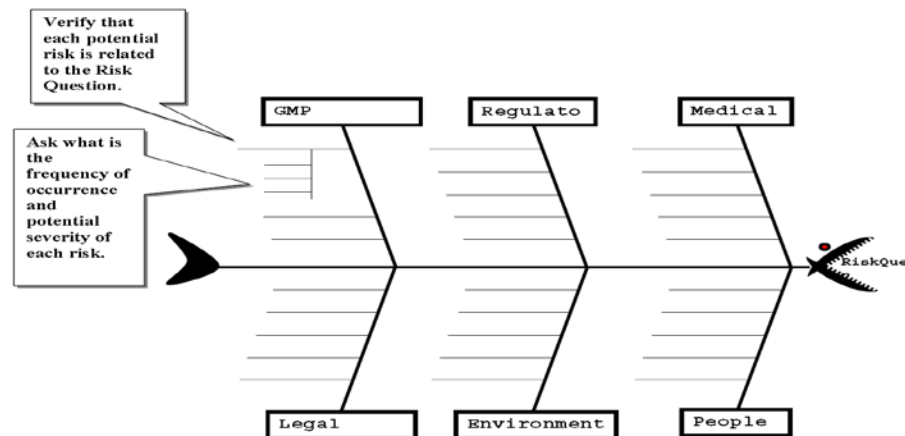 Verify that
each potential
risk is related
to the Risk
Question.
Ask what is
the
frequency of
occurrence
and
potential
severity of
each risk.
GMP
Regulato
Medical
RiskQue
Legal
Environment
People